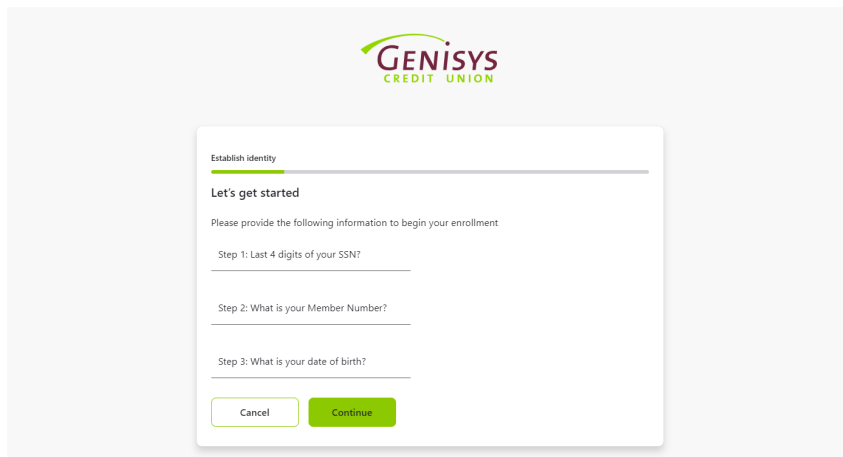 GENISYS
CREDIT UNION
Establish identity
Let's get started
Please provide the following information to begin your enrollment
Step 1: Last 4 digits of your SSN?
Step 2: What is your Member Number?
Step 3: What is your date of birth?
Cancel
Continue